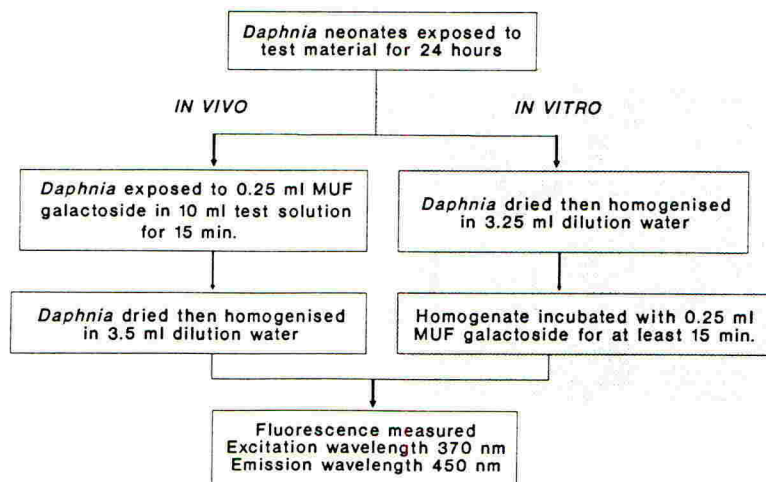 Daphnia neonates exposed to
test material for 24 hours
IN VIVO
IN VITRO
Daphnia exposed to 0.25 ml MUF
galactoside in 10 ml test solution
for 15 min.
Daphnia dried then homogenised
in 3.25 ml dilution water
Daphnia dried then homogenised
in 3.5 ml dilution water
Homogenate incubated with 0.25 ml
MUF galactoside for at least 15 min.
Fluorescence measured
Excitation wavelength 370 nm
Emission wavelength 450 nm